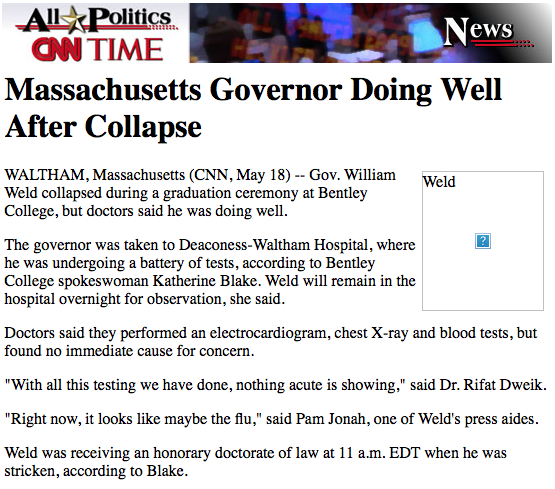 All Politics
CNN TIME
News
Massachusetts Governor Doing Well
After Collapse
WALTHAM, Massachusetts (CNN, May 18) -- Gov. William
Weld collapsed during a graduation ceremony at Bentley
College, but doctors said he was doing well.
Weld
?
The governor was taken to Deaconess-Waltham Hospital, where
he was undergoing a battery of tests, according to Bentley
College spokeswoman Katherine Blake. Weld will remain in the
hospital overnight for observation, she said.
Doctors said they performed an electrocardiogram, chest X-ray and blood tests, but
found no immediate cause for concern.
"With all this testing we have done, nothing acute is showing," said Dr. Rifat Dweik.
"Right now, it looks like maybe the flu," said Pam Jonah, one of Weld's press aides.
Weld was receiving an honorary doctorate of law at 11 a.m. EDT when he was
stricken, according to Blake.